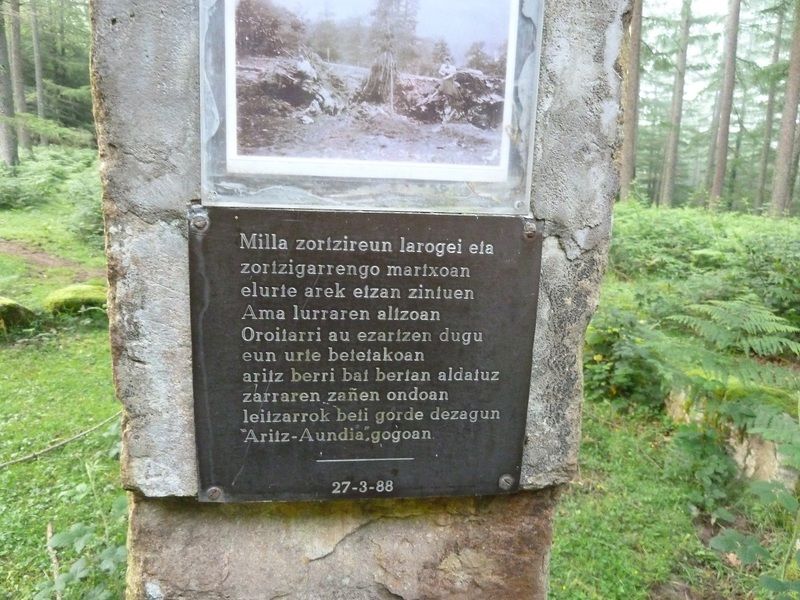 Milla zortzireun larogei eta
zortzigarrengo martxoan
elurte arek etzan zintuen
Ama lurraren altzoan
Oroitarri au ezartzen dugu
eun urte betetakoan
aritz berri bat bertan aldatuz
zarraren zañen ondoan
leitzarrok beti gorde dezagun
"Aritz-Aundia" gogoan
27-3-88